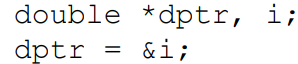 double *dptr, i;
dptr = &i;